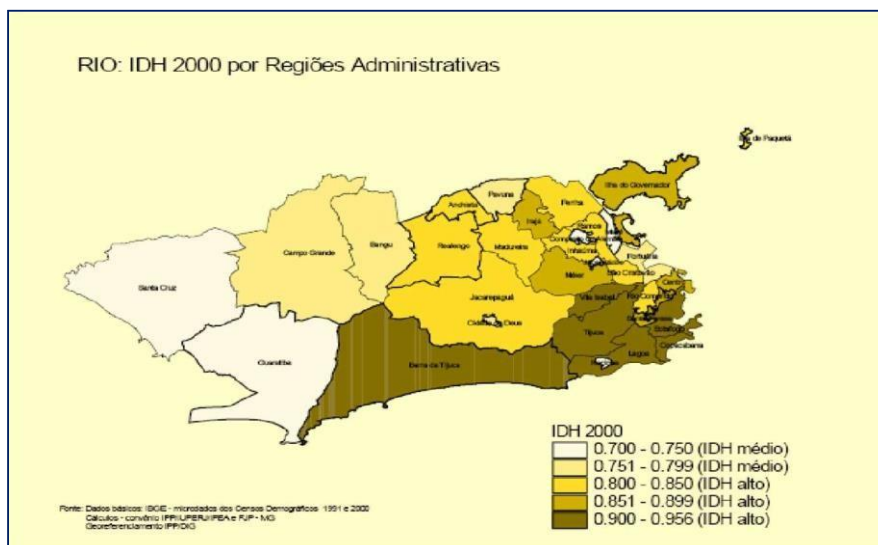 RIO: IDH 2000 por Regiões Administrativas
Ilha do Governador
Pavuna
Penha
Anchieta
Irajá
Ramos
Campo Grande
Bangu
Realengo
Madureira
Inhaúma
Portuária
Santa Cruz
Méier
São Cristóvão
Centro
Jacarepaguá
Vila Isabel
Cidade de Deus
Tijuca
Botafogo
Copacabana
Guaratiba
Barra da Tijuca
Lagoa
IDH 2000
0.700 - 0.750 (IDH médio)
0.751 - 0.799 (IDH médio)
0.800 - 0.850 (IDH alto)
0.851 - 0.899 (IDH alto)
0.900 - 0.956 (IDH alto)
Fonte: Dados básicos: IBGE - microdados dos Censos Demográficos 1991 e 2000
Cálculos - convênio IPP/IUPERJ/IPEA e FJP - MG
Georeferenciamento IPP/DIG